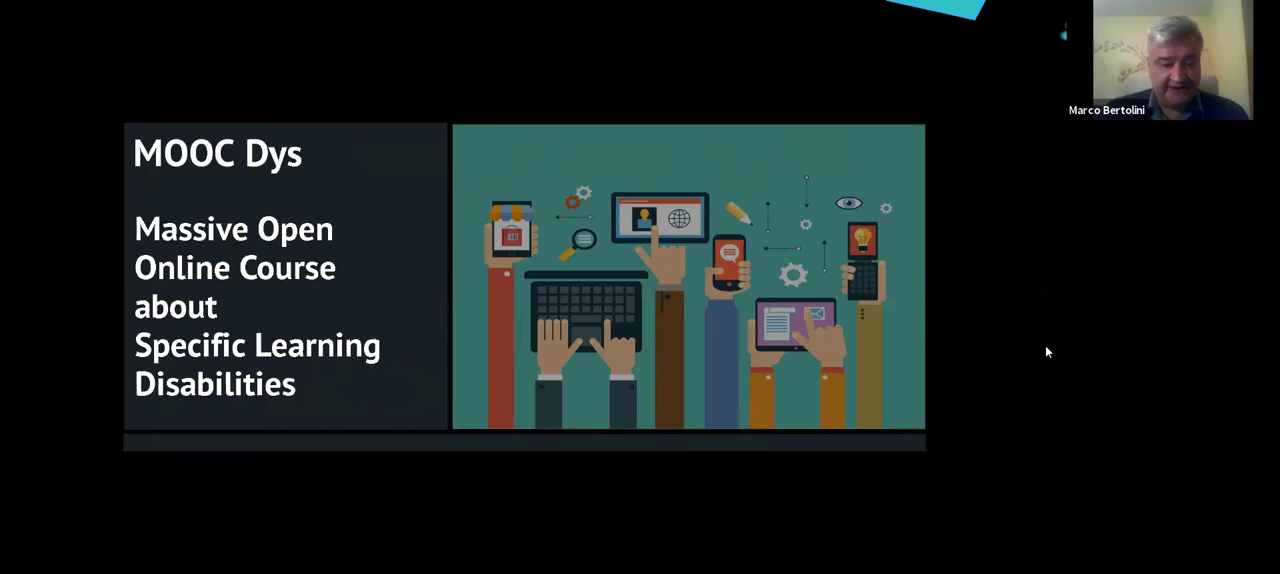 MOOC Dys
Massive Open
Online Course
about
Specific Learning
Disabilities
Marco Bertolini